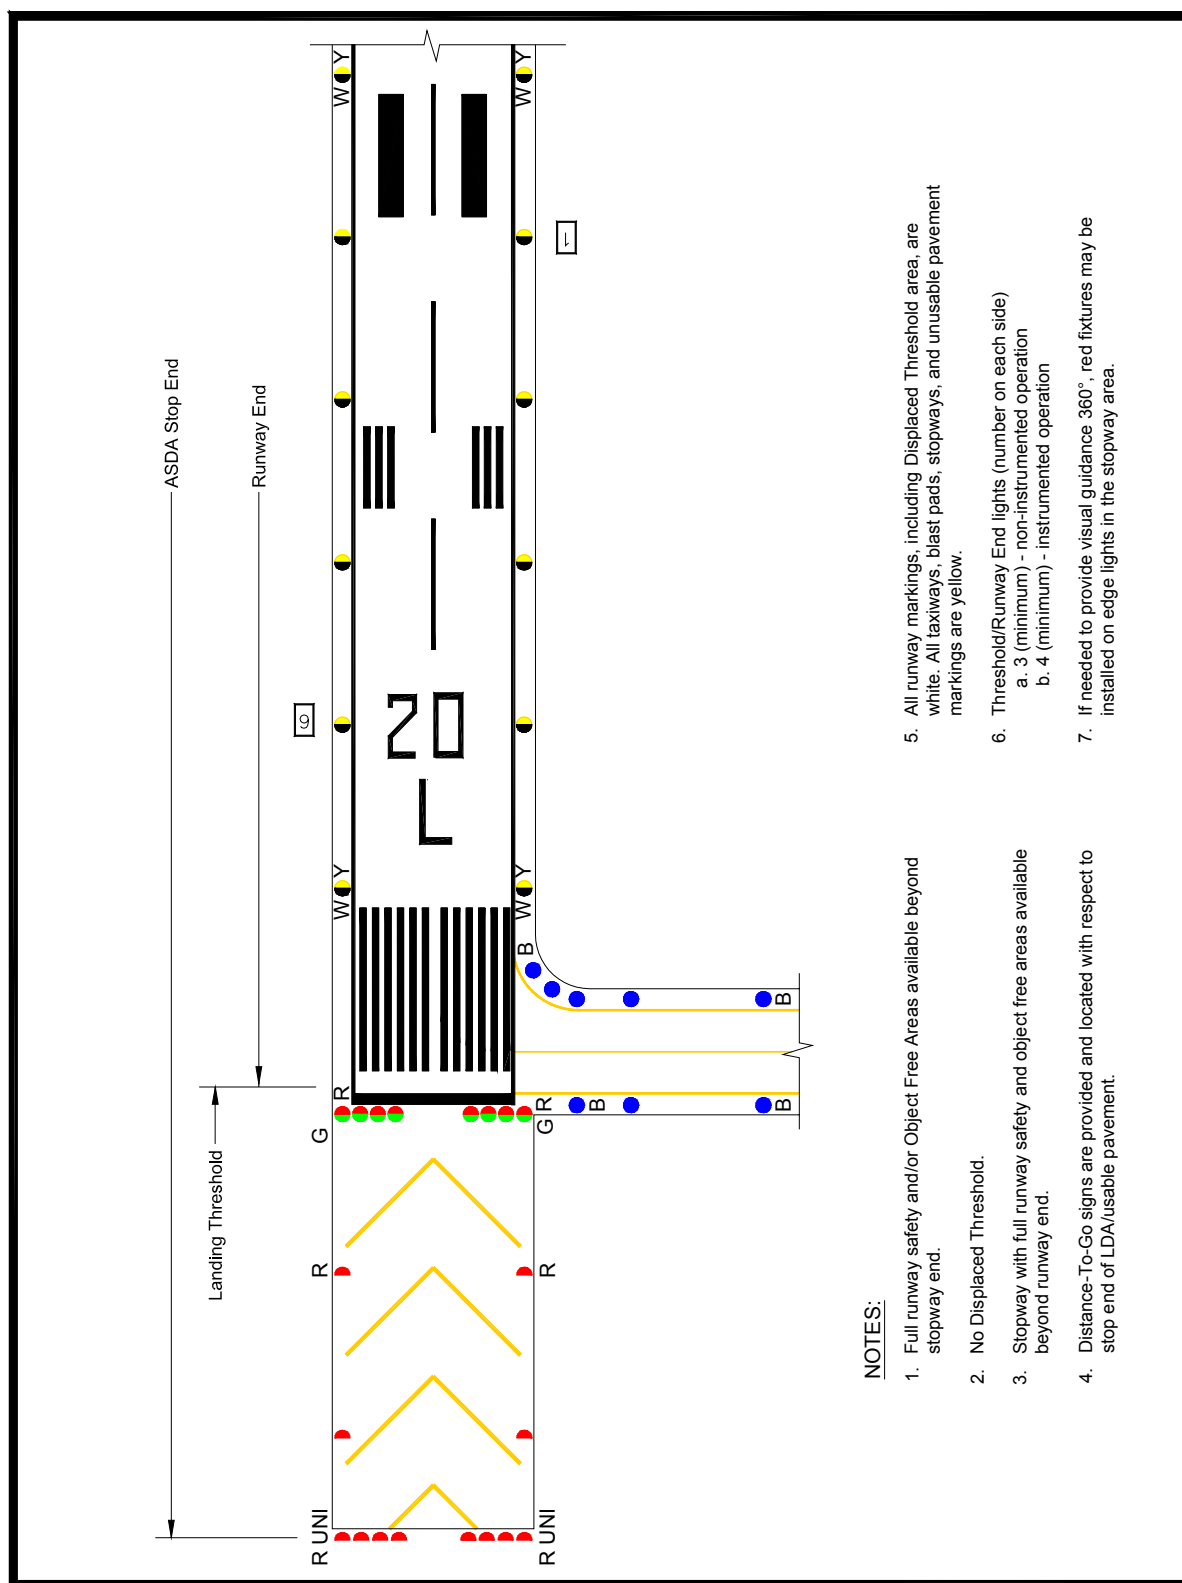 ASDA Stop End
Landing Threshold
Runway End
9
R UNI
R
G
R
W Y
W Y
20
L
W Y
W Y
B
R UNI
R
G
R
1
B
B
B
NOTES:
1. Full runway safety and/or Object Free Areas available beyond
stopway end.
2. No Displaced Threshold.
3. Stopway with full runway safety and object free areas available
beyond runway end.
4. Distance-To-Go signs are provided and located with respect to
stop end of LDA/usable pavement.
5. All runway markings, including Displaced Threshold area, are
white. All taxiways, blast pads, stopways, and unusable pavement
markings are yellow.
6. Threshold/Runway End lights (number on each side)
a. 3 (minimum) - non-instrumented operation
b. 4 (minimum) - instrumented operation
7. If needed to provide visual guidance 360°, red fixtures may be
installed on edge lights in the stopway area.